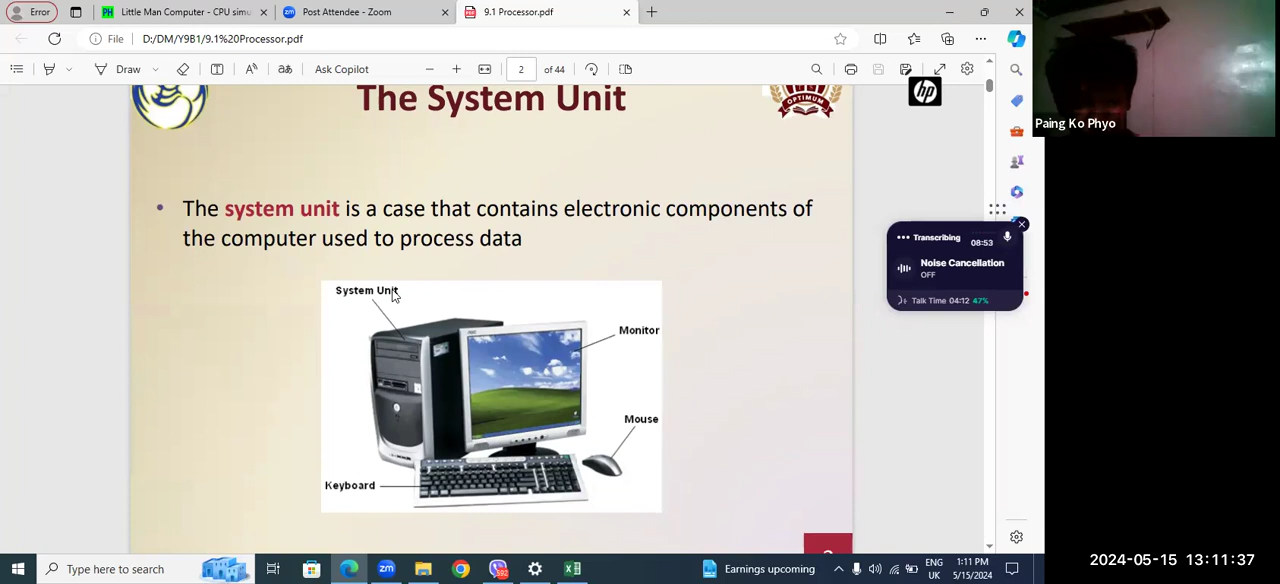 Error
Little Man Computer - CPU simu
Post Attendee - Zoom
9.1 Processor.pdf
File
D:/DM/Y9B1/9.1%20Processor.pdf
Draw
aあ
Ask Copilot
2
of 44
The System Unit
OPTIMUM
hp
Paing Ko Phyo
• The system unit is a case that contains electronic components of
the computer used to process data
Transcribing
08:53
Noise Cancellation
OFF
Talk Time 04:12 47%
System Unit
Monitor
Mouse
Keyboard
Type here to search
Earnings upcoming
ENG
UK
1:11 PM
5/15/2024
2024-05-15 13:11:37